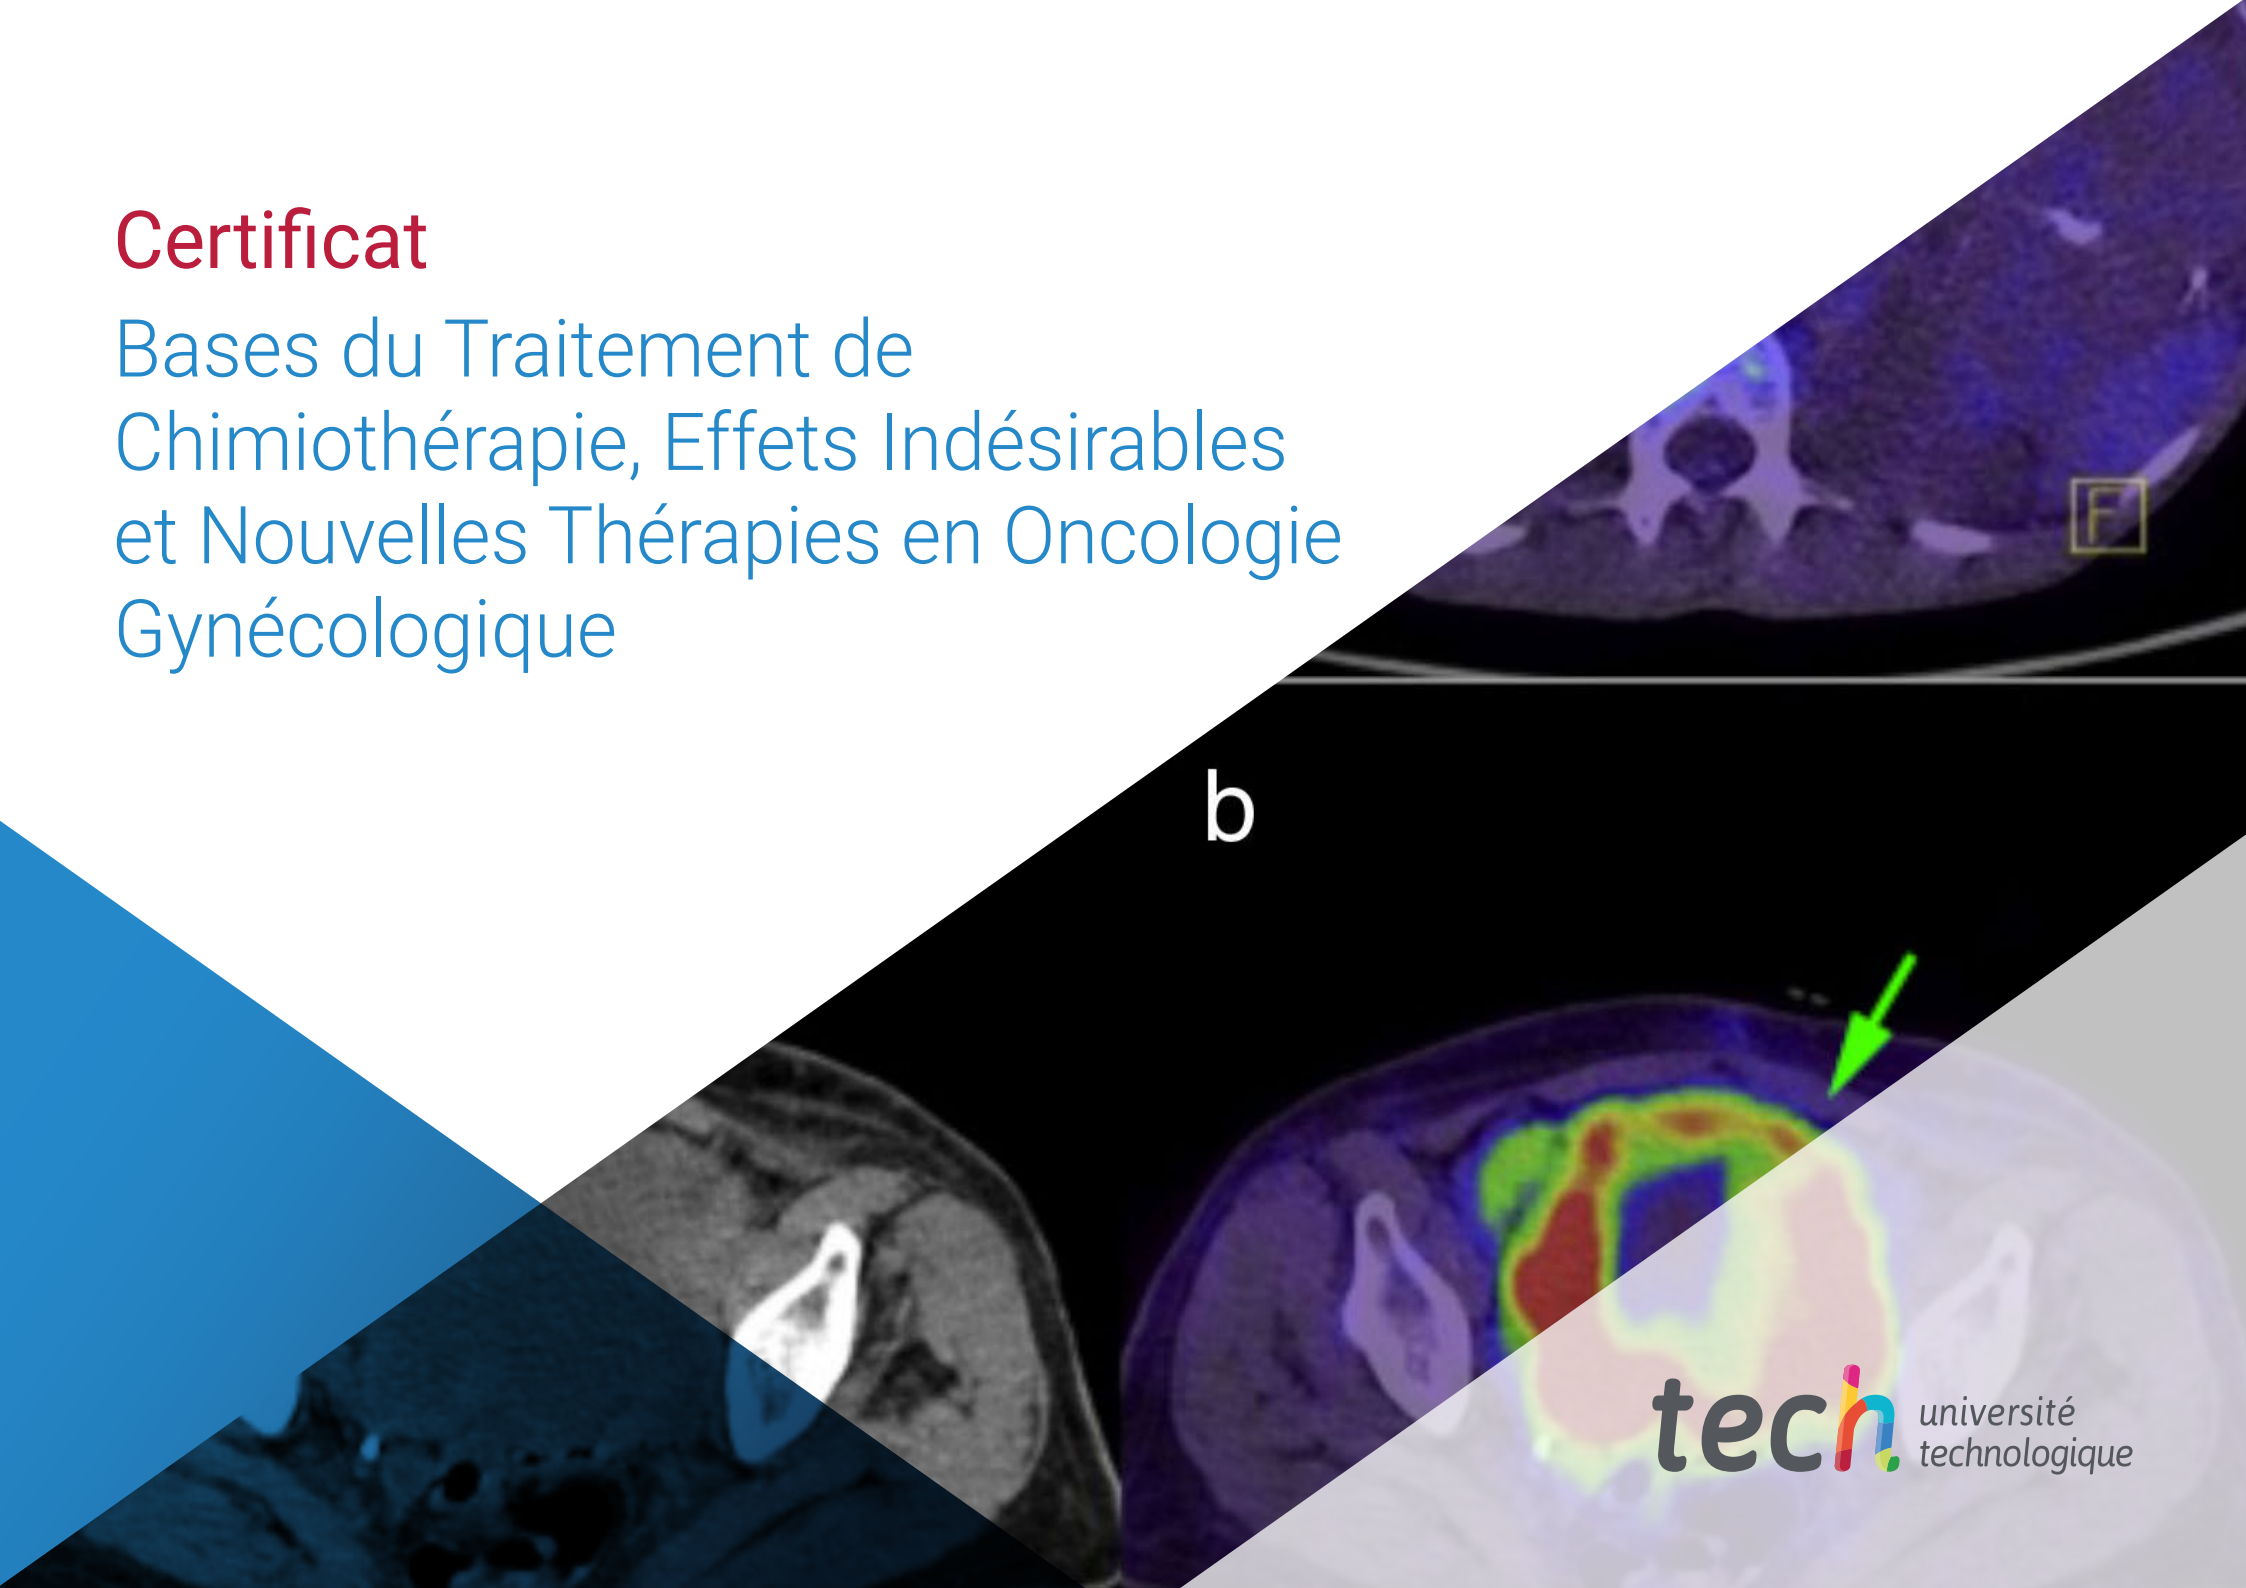 Certificat
Bases du Traitement de
Chimiothérapie, Effets Indésirables
et Nouvelles Thérapies en Oncologie
Gynécologique
F
b
tech université
technologique